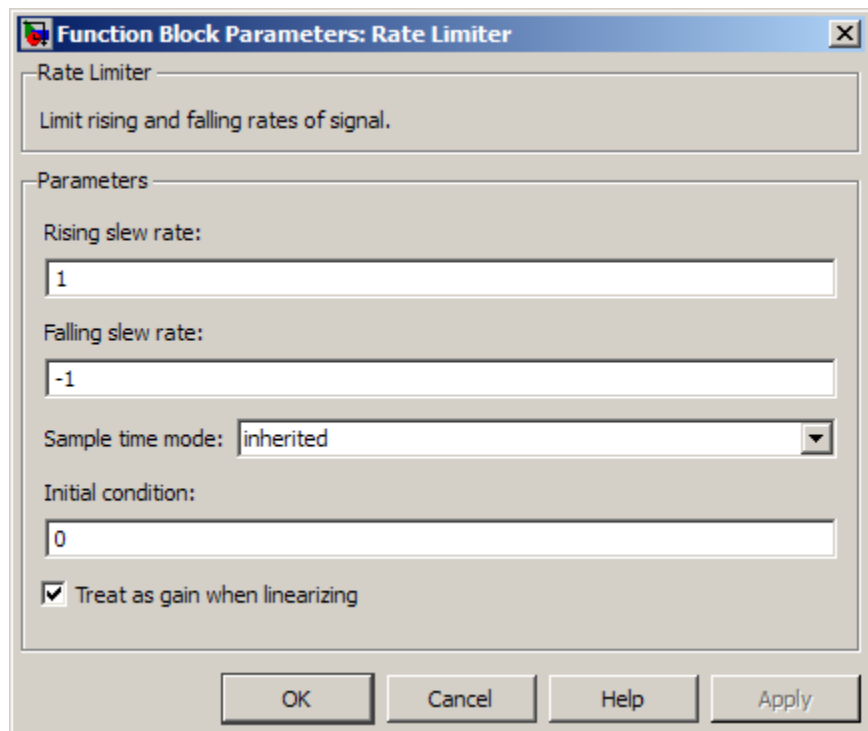 Function Block Parameters: Rate Limiter
Rate Limiter
Limit rising and falling rates of signal.
Parameters
Rising slew rate:
1
Falling slew rate:
-1
Sample time mode: inherited
Initial condition:
0
Treat as gain when linearizing
OK Cancel Help Apply